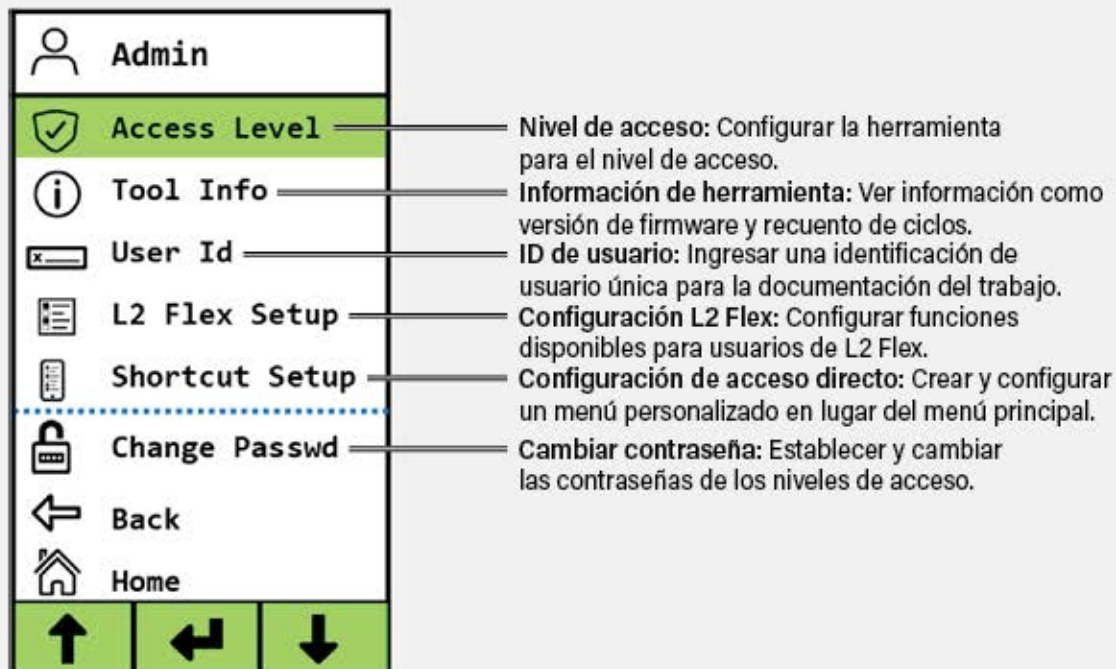 Admin
Access Level
Nivel de acceso: Configurar la herramienta
para el nivel de acceso.
Tool Info
Información de herramienta: Ver información como
versión de firmware y recuento de ciclos.
User Id
ID de usuario: Ingresar una identificación de
usuario única para la documentación del trabajo.
L2 Flex Setup
Configuración L2 Flex: Configurar funciones
disponibles para usuarios de L2 Flex.
Shortcut Setup
Configuración de acceso directo: Crear y configurar
un menú personalizado en lugar del menú principal.
Change Passwd
Cambiar contraseña: Establecer y cambiar
las contraseñas de los niveles de acceso.
Back
Home